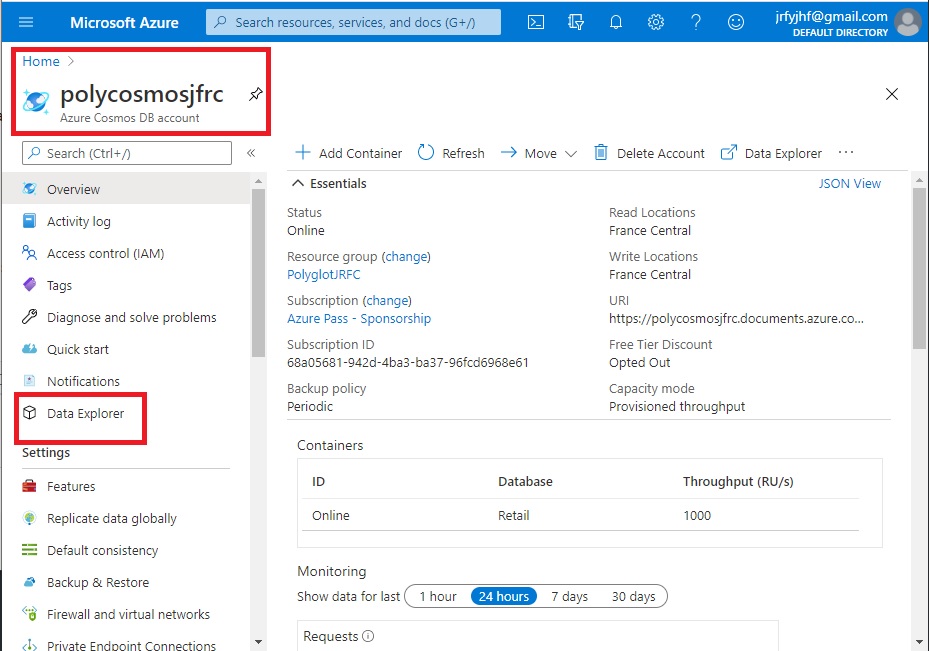 Microsoft Azure
Search resources, services, and docs (G+/)
jrfyjhf@gmail.com
DEFAULT DIRECTORY
Home
polycosmosjfrc
Azure Cosmos DB account
Search (Ctrl+/)
Overview
Activity log
Access control (IAM)
Tags
Diagnose and solve problems
Quick start
Notifications
Data Explorer
Settings
Features
Replicate data globally
Default consistency
Backup & Restore
Firewall and virtual networks
Private Endpoint Connections
Add Container Refresh Move Delete Account Data Explorer ...
Essentials JSON View
Status
Online
Resource group (change)
PolyglotJRFC
Subscription (change)
Azure Pass - Sponsorship
Subscription ID
68a05681-942d-4ba3-ba37-96fcd6968e61
Backup policy
Periodic
Read Locations
France Central
Write Locations
France Central
URI
https://polycosmosjfrc.documents.azure.co...
Free Tier Discount
Opted Out
Capacity mode
Provisioned throughput
Containers
ID Database Throughput (RU/s)
Online Retail 1000
Monitoring
Show data for last 1 hour 24 hours 7 days 30 days
Requests